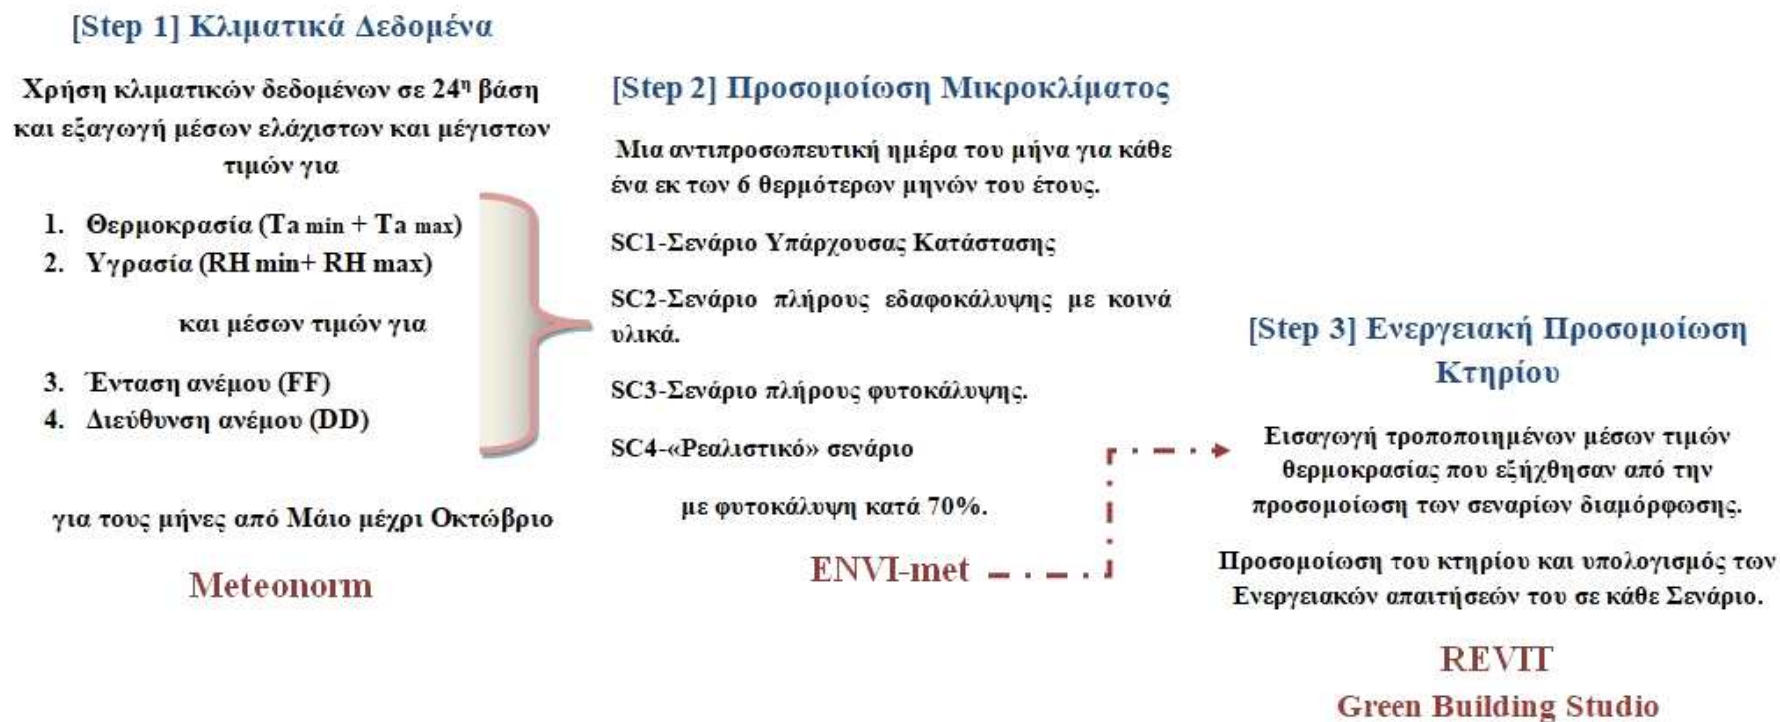 [Step 1] Κλιματικά Δεδομένα
Χρήση κλιματικών δεδομένων σε 24η βάση
και εξαγωγή μέσων ελάχιστων και μέγιστων
τιμών για
1. Θερμοκρασία (Ta min + Ta max)
2. Υγρασία (RH min+ RH max)
και μέσων τιμών για
3. Ένταση ανέμου (FF)
4. Διεύθυνση ανέμου (DD)
για τους μήνες από Μάιο μέχρι Οκτώβριο
Meteonorm
[Step 2] Προσομοίωση Μικροκλίματος
Μια αντιπροσωπευτική ημέρα του μήνα για κάθε
ένα εκ των 6 θερμότερων μηνών του έτους.
SC1-Σενάριο Υπάρχουσας Κατάστασης
SC2-Σενάριο πλήρους εδαφοκάλυψης με κοινά
υλικά.
SC3-Σενάριο πλήρους φυτοκάλυψης.
SC4-«Ρεαλιστικό» σενάριο
με φυτοκάλυψη κατά 70%.
ENVI-met
[Step 3] Ενεργειακή Προσομοίωση
Κτηρίου
Εισαγωγή τροποποιημένων μέσων τιμών
θερμοκρασίας που εξήχθησαν από την
προσομοίωση των σεναρίων διαμόρφωσης.
Προσομοίωση του κτηρίου και υπολογισμός των
Ενεργειακών απαιτήσεών του σε κάθε Σενάριο.
REVIT
Green Building Studio